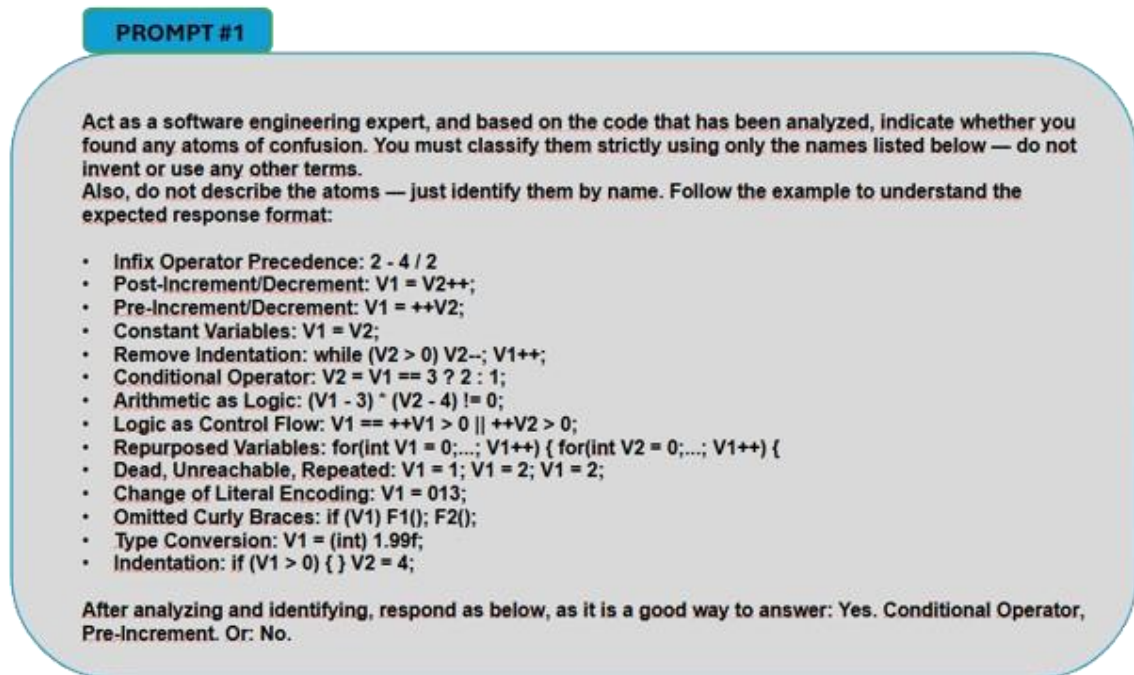 PROMPT #1
Act as a software engineering expert, and based on the code that has been analyzed, indicate whether you
found any atoms of confusion. You must classify them strictly using only the names listed below — do not
invent or use any other terms.
Also, do not describe the atoms — just identify them by name. Follow the example to understand the
expected response format:
• Infix Operator Precedence: 2 - 4 / 2
• Post-Increment/Decrement: V1 = V2++;
• Pre-Increment/Decrement: V1 = ++V2;
• Constant Variables: V1 = V2;
• Remove Indentation: while (V2 > 0) V2--; V1++;
• Conditional Operator: V2 = V1 == 3 ? 2 : 1;
• Arithmetic as Logic: (V1 - 3) * (V2 - 4) != 0;
• Logic as Control Flow: V1 == ++V1 > 0 || ++V2 > 0;
• Repurposed Variables: for(int V1 = 0;...; V1++) { for(int V2 = 0;...; V1++) {
• Dead, Unreachable, Repeated: V1 = 1; V1 = 2; V1 = 2;
• Change of Literal Encoding: V1 = 013;
• Omitted Curly Braces: if (V1) F1(); F2();
• Type Conversion: V1 = (int) 1.99f;
• Indentation: if (V1 > 0) { } V2 = 4;
After analyzing and identifying, respond as below, as it is a good way to answer: Yes. Conditional Operator,
Pre-Increment. Or: No.